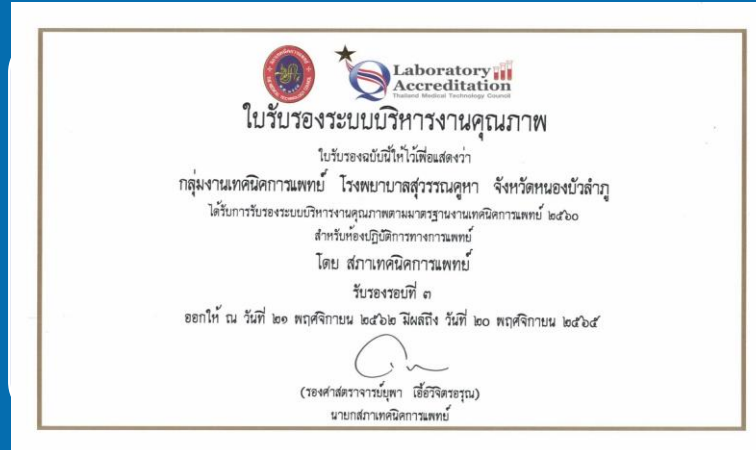 Laboratory
Accreditation
Thailand Medical Technology Council
ใบรับรองระบบบริหารงานคุณภาพ
ใบรับรองฉบับนี้ให้ไว้เพื่อแสดงว่า
กลุ่มงานเทคนิคการแพทย์ โรงพยาบาลสุวรรณคูหา จังหวัดหนองบัวลำภู
ได้รับการรับรองระบบบริหารงานคุณภาพตามมาตรฐานงานเทคนิคการแพทย์ ๒๕๖๐
สำหรับห้องปฏิบัติการทางการแพทย์
โดย สภาเทคนิคการแพทย์
รับรองรอบที่ ๓
ออกให้ ณ วันที่ ๒๑ พฤศจิกายน ๒๕๖๒ มีผลถึง วันที่ ๒๐ พฤศจิกายน ๒๕๖๕
(รองศาสตราจารย์ยุพา เอื้อวิจิตรอรุณ)
นายกสภาเทคนิคการแพทย์